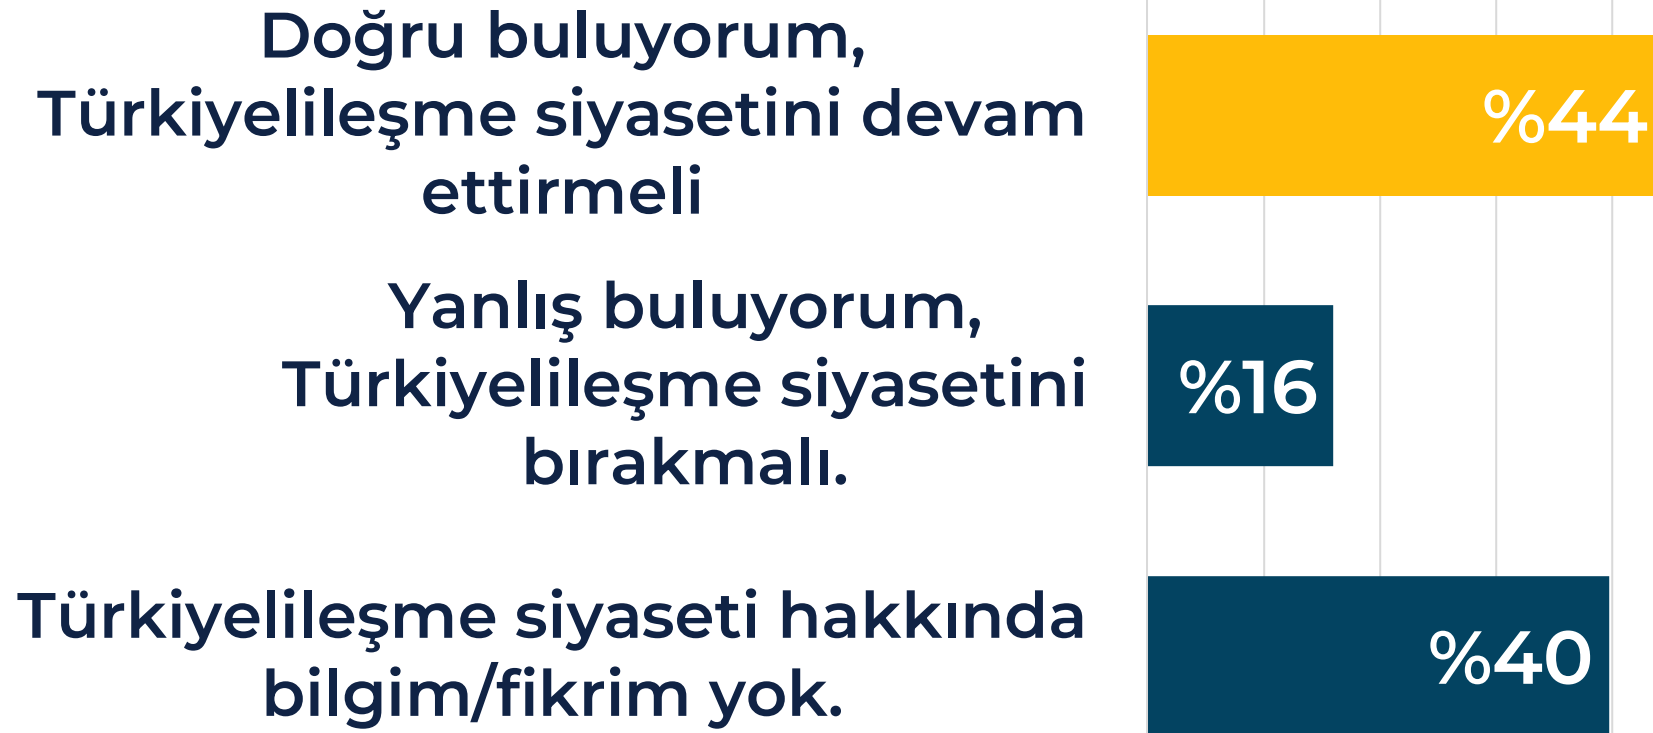 Doğru buluyorum,
Türkiyelileşme siyasetini devam
ettirmeli
%44
Yanlış buluyorum,
Türkiyelileşme siyasetini
bırakmalı.
%16
Türkiyelileşme siyaseti hakkında
bilgim/fikrim yok.
%40